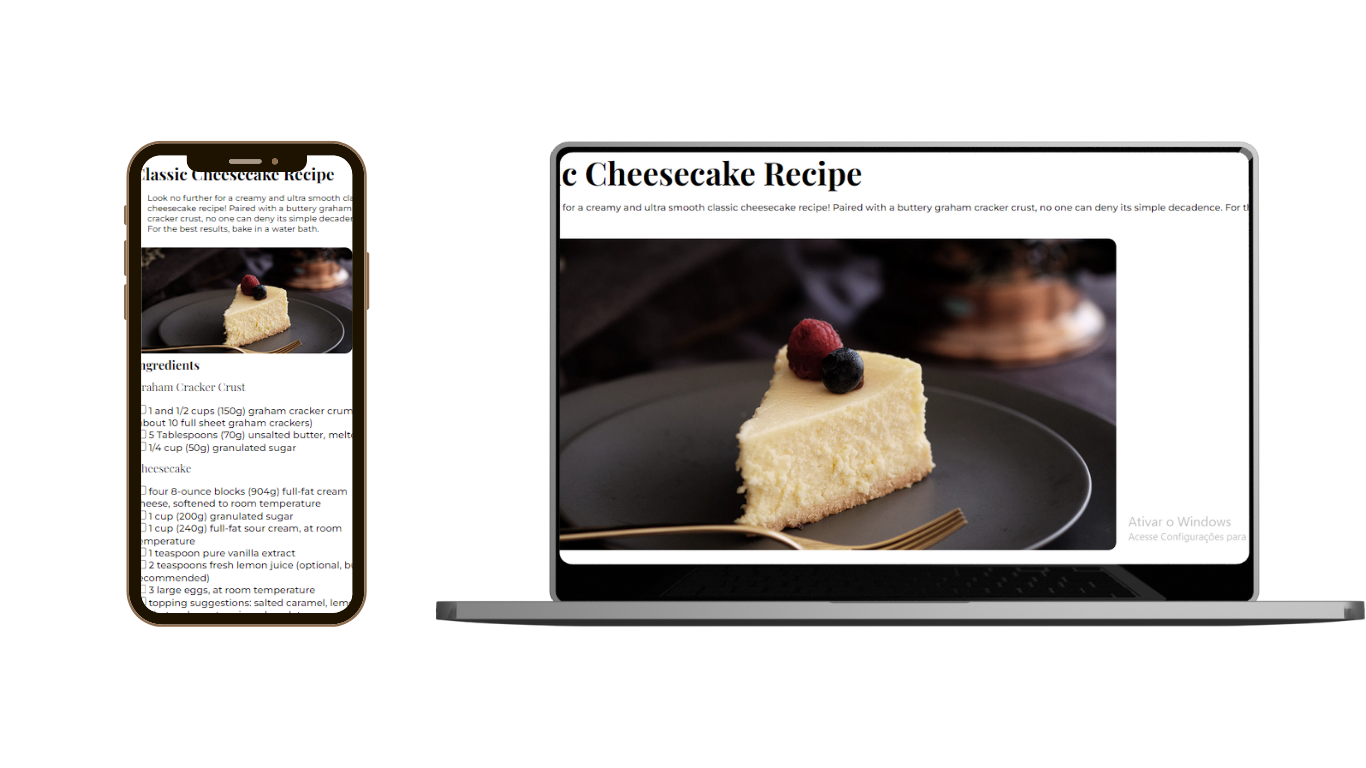 Classic Cheesecake Recipe
Look no further for a creamy and ultra smooth cla
cheesecake recipe! Paired with a buttery graham
cracker crust, no one can deny its simple decaden
For the best results, bake in a water bath.
ngredients
raham Cracker Crust
1 and 1/2 cups (150g) graham cracker crum
about 10 full sheet graham crackers)
5 Tablespoons (70g) unsalted butter, melte
1/4 cup (50g) granulated sugar
heesecake
four 8-ounce blocks (904g) full-fat cream
heese, softened to room temperature
1 cup (200g) granulated sugar
1 cup (240g) full-fat sour cream, at room
emperature
1 teaspoon pure vanilla extract
2 teaspoons fresh lemon juice (optional, bu
ecommended)
3 large eggs, at room temperature
topping suggestions: salted caramel, lem
c Cheesecake Recipe
for a creamy and ultra smooth classic cheesecake recipe! Paired with a buttery graham cracker crust, no one can deny its simple decadence. For th
Ativar o Windows
Acesse Configurações para